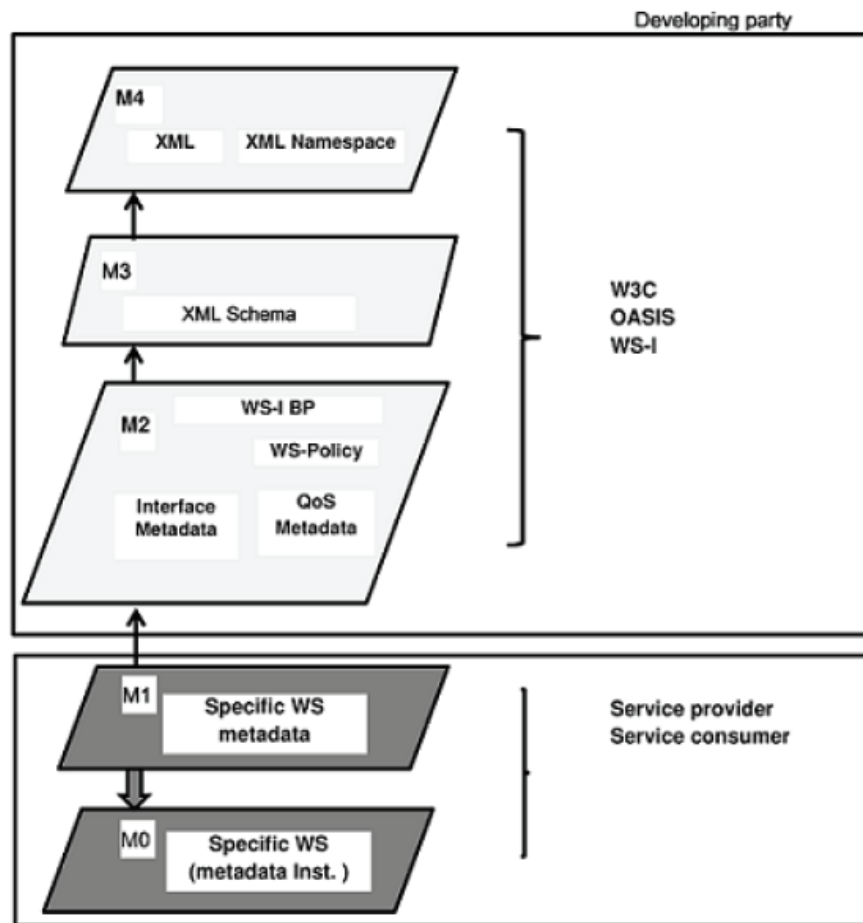 Developing party
M4
XML
XML Namespace
M3
XML Schema
W3C
OASIS
WS-I
M2
WS-I BP
WS-Policy
Interface
Metadata
QoS
Metadata
M1
Specific WS
metadata
Service provider
Service consumer
M0
Specific WS
(metadata Inst. )